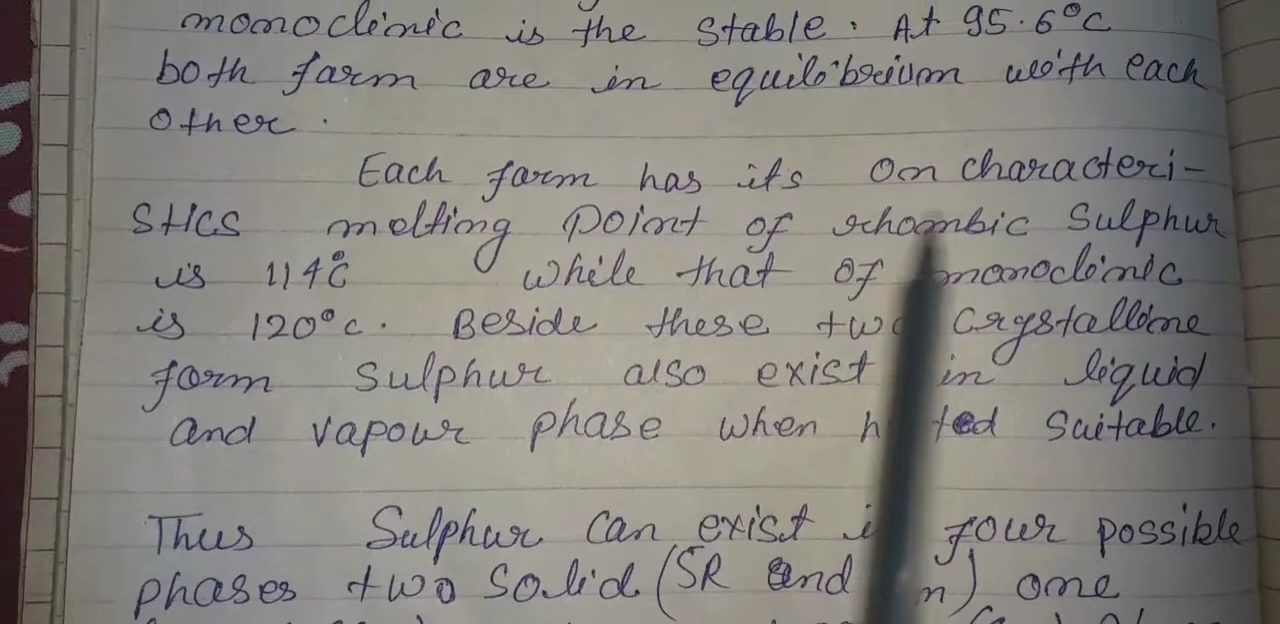 monoclinic is the stable. At 95.6°C
both farm are in equilibrium with each
other.
Each farm has its on characteri-
stics melting point of rhombic Sulphur
is 114°C while that of monoclinic
is 120°C. Beside these two crystalline
form sulphur also exist in liquid
and vapour phase when suitable.
Thus Sulphur can exist four possible
phases two solid (SR and one